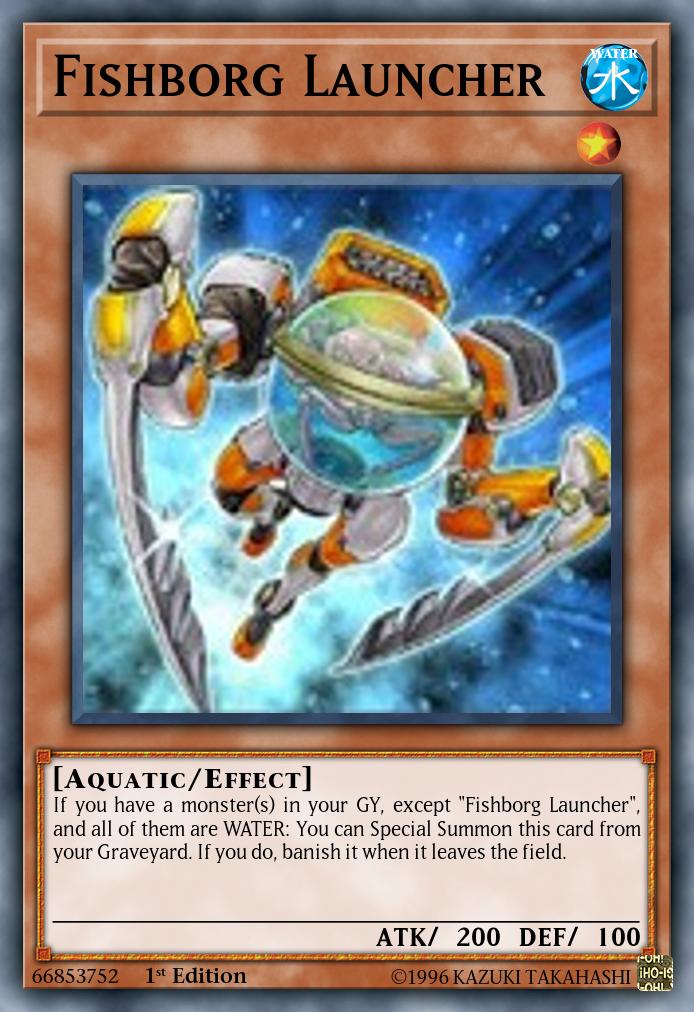 Fishborg Launcher
WATER
水
[Aquatic/Effect]
If you have a monster(s) in your GY, except "Fishborg Launcher",
and all of them are WATER: You can Special Summon this card from
your Graveyard. If you do, banish it when it leaves the field.
ATK/ 200 DEF/ 100
66853752 1st Edition ©1996 KAZUKI TAKAHASHI